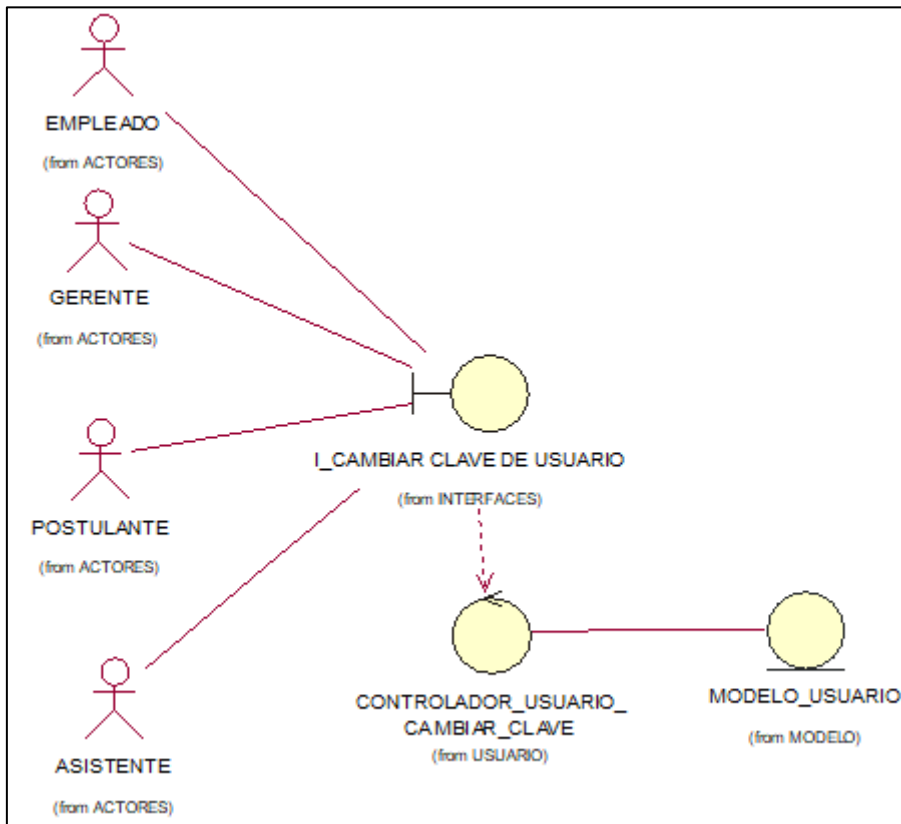 EMPLEADO
(from ACTORES)
GERENTE
(from ACTORES)
I_CAMBIAR CLAVE DE USUARIO
(from INTERFACES)
POSTULANTE
(from ACTORES)
CONTROLADOR_USUARIO_
CAMBIAR_CLAVE
(from USUARIO)
MODELO_USUARIO
(from MODELO)
ASISTENTE
(from ACTORES)